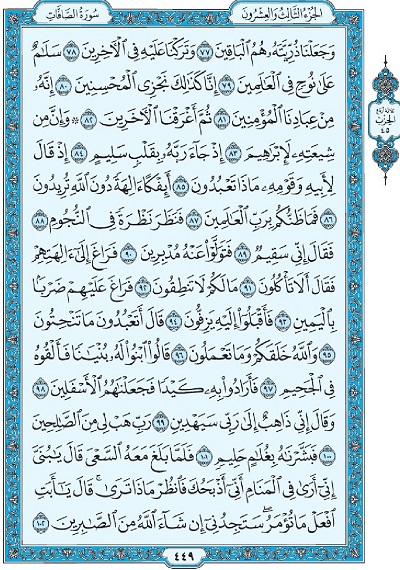 الجزء الثالث والعشرون
سورة الصافات
وَجَعَلْنَا ذُرِّيَّتَهُۥ هُمُ ٱلْبَاقِينَ ٧٧ وَتَرَكْنَا عَلَيْهِ فِى ٱلْأَخِرِينَ ٧٨ سَلَٰمٌ
عَلَىٰ نُوحٍ فِى ٱلْعَٰلَمِينَ ٧٩ إِنَّا كَذَٰلِكَ نَجْزِى ٱلْمُحْسِنِينَ ٨٠ إِنَّهُۥ
مِنْ عِبَادِنَا ٱلْمُؤْمِنِينَ ٨١ ثُمَّ أَغْرَقْنَا ٱلْأَخَرِينَ ٨٢ ۞ وَإِنَّ مِن
شِيعَتِهِۦ لَإِبْرَٰهِيمَ ٨٣ إِذْ جَآءَ رَبَّهُۥ بِقَلْبٍ سَلِيمٍ ٨٤ إِذْ قَالَ
لِأَبِيهِ وَقَوْمِهِۦ مَاذَا تَعْبُدُونَ ٨٥ أَئِفْكًا ءَالِهَةً دُونَ ٱللَّهِ تُرِيدُونَ
٨٦ فَمَا ظَنُّكُم بِرَبِّ ٱلْعَٰلَمِينَ ٨٧ فَنَظَرَ نَظْرَةً فِى ٱلنُّجُومِ ٨٨
فَقَالَ إِنِّى سَقِيمٌ ٨٩ فَتَوَلَّوْا۟ عَنْهُ مُدْبِرِينَ ٩٠ فَرَاغَ إِلَىٰٓ ءَالِهَتِهِمْ
فَقَالَ أَلَا تَأْكُلُونَ ٩١ مَا لَكُمْ لَا تَنطِقُونَ ٩٢ فَرَاغَ عَلَيْهِمْ ضَرْبًۢا
بِٱلْيَمِينِ ٩٣ فَأَقْبَلُوٓا۟ إِلَيْهِ يَزِفُّونَ ٩٤ قَالَ أَتَعْبُدُونَ مَا تَنْحِتُونَ
٩٥ وَٱللَّهُ خَلَقَكُمْ وَمَا تَعْمَلُونَ ٩٦ قَالُوا۟ ٱبْنُوا۟ لَهُۥ بُنْيَٰنًا فَأَلْقُوهُ
فِى ٱلْجَحِيمِ ٩٧ فَأَرَادُوا۟ بِهِۦ كَيْدًا فَجَعَلْنَٰهُمُ ٱلْأَسْفَلِينَ ٩٨
وَقَالَ إِنِّى ذَاهِبٌ إِلَىٰ رَبِّى سَيَهْدِينِ ٩٩ رَبِّ هَبْ لِى مِنَ ٱلصَّٰلِحِينَ
١٠٠ فَبَشَّرْنَٰهُ بِغُلَٰمٍ حَلِيمٍ ١٠١ فَلَمَّا بَلَغَ مَعَهُ ٱلسَّعْىَ قَالَ يَٰبُنَىَّ
إِنِّىٓ أَرَىٰ فِى ٱلْمَنَامِ أَنِّىٓ أَذْبَحُكَ فَٱنظُرْ مَاذَا تَرَىٰ ۚ قَالَ يَٰٓأَبَتِ
ٱفْعَلْ مَا تُؤْمَرُ ۖ سَتَجِدُنِىٓ إِن شَآءَ ٱللَّهُ مِنَ ٱلصَّٰبِرِينَ ١٠٢
الحزب
٤٥
٤٤٩